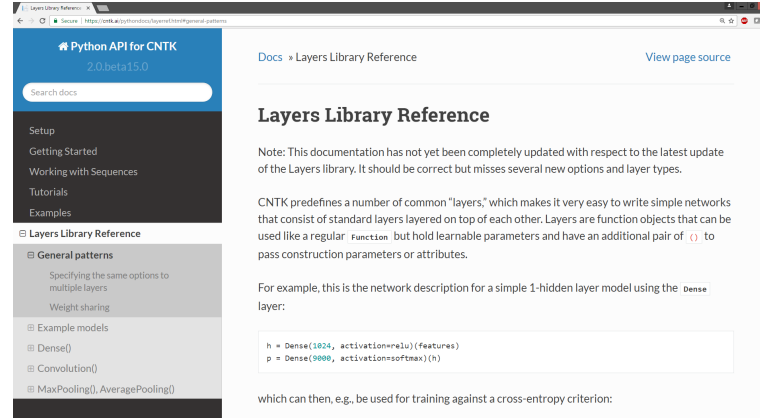 Layers Library Reference
Secure | https://cntk.ai/pythondocs/layerref.html#general-patterns
Python API for CNTK
2.0.beta15.0
Search docs
Setup
Getting Started
Working with Sequences
Tutorials
Examples
Layers Library Reference
General patterns
Specifying the same options to
multiple layers
Weight sharing
Example models
Dense()
Convolution()
MaxPooling(), AveragePooling()
Docs » Layers Library Reference
View page source
Layers Library Reference
Note: This documentation has not yet been completely updated with respect to the latest update
of the Layers library. It should be correct but misses several new options and layer types.
CNTK predefines a number of common “layers,” which makes it very easy to write simple networks
that consist of standard layers layered on top of each other. Layers are function objects that can be
used like a regular Function but hold learnable parameters and have an additional pair of () to
pass construction parameters or attributes.
For example, this is the network description for a simple 1-hidden layer model using the Dense
layer:
h = Dense(1024, activation=relu)(features)
p = Dense(9000, activation=softmax)(h)
which can then, e.g., be used for training against a cross-entropy criterion: